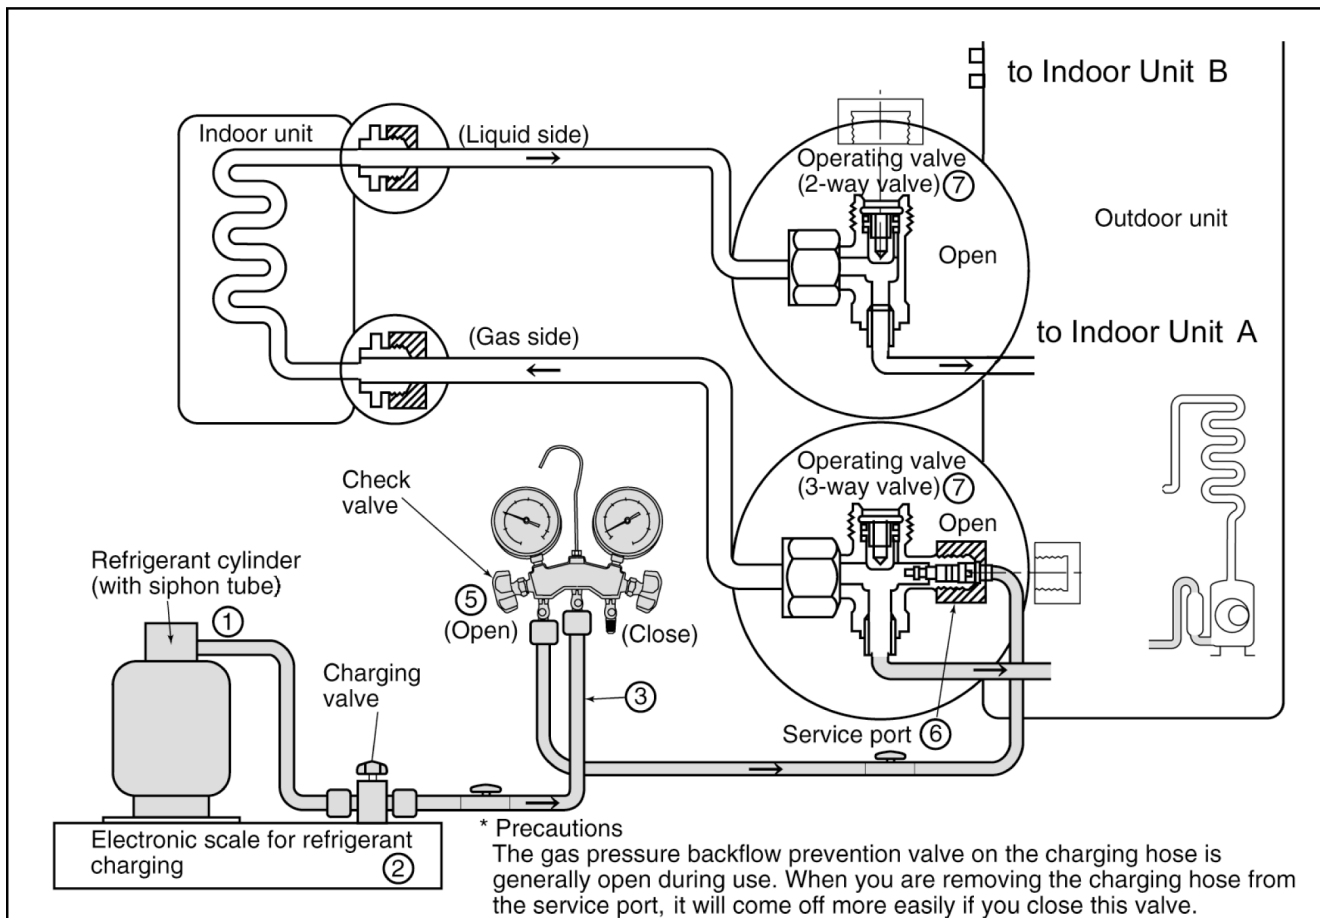 to Indoor Unit B
Indoor unit
(Liquid side)
Operating valve
(2-way valve) ⑦
Outdoor unit
Open
to Indoor Unit A
(Gas side)
Operating valve
(3-way valve) ⑦
Open
Check
valve
Refrigerant cylinder
(with siphon tube)
①
⑤
(Open)
(Close)
Charging
valve
③
Service port ⑥
Electronic scale for refrigerant
charging ②
* Precautions
The gas pressure backflow prevention valve on the charging hose is
generally open during use. When you are removing the charging hose from
the service port, it will come off more easily if you close this valve.